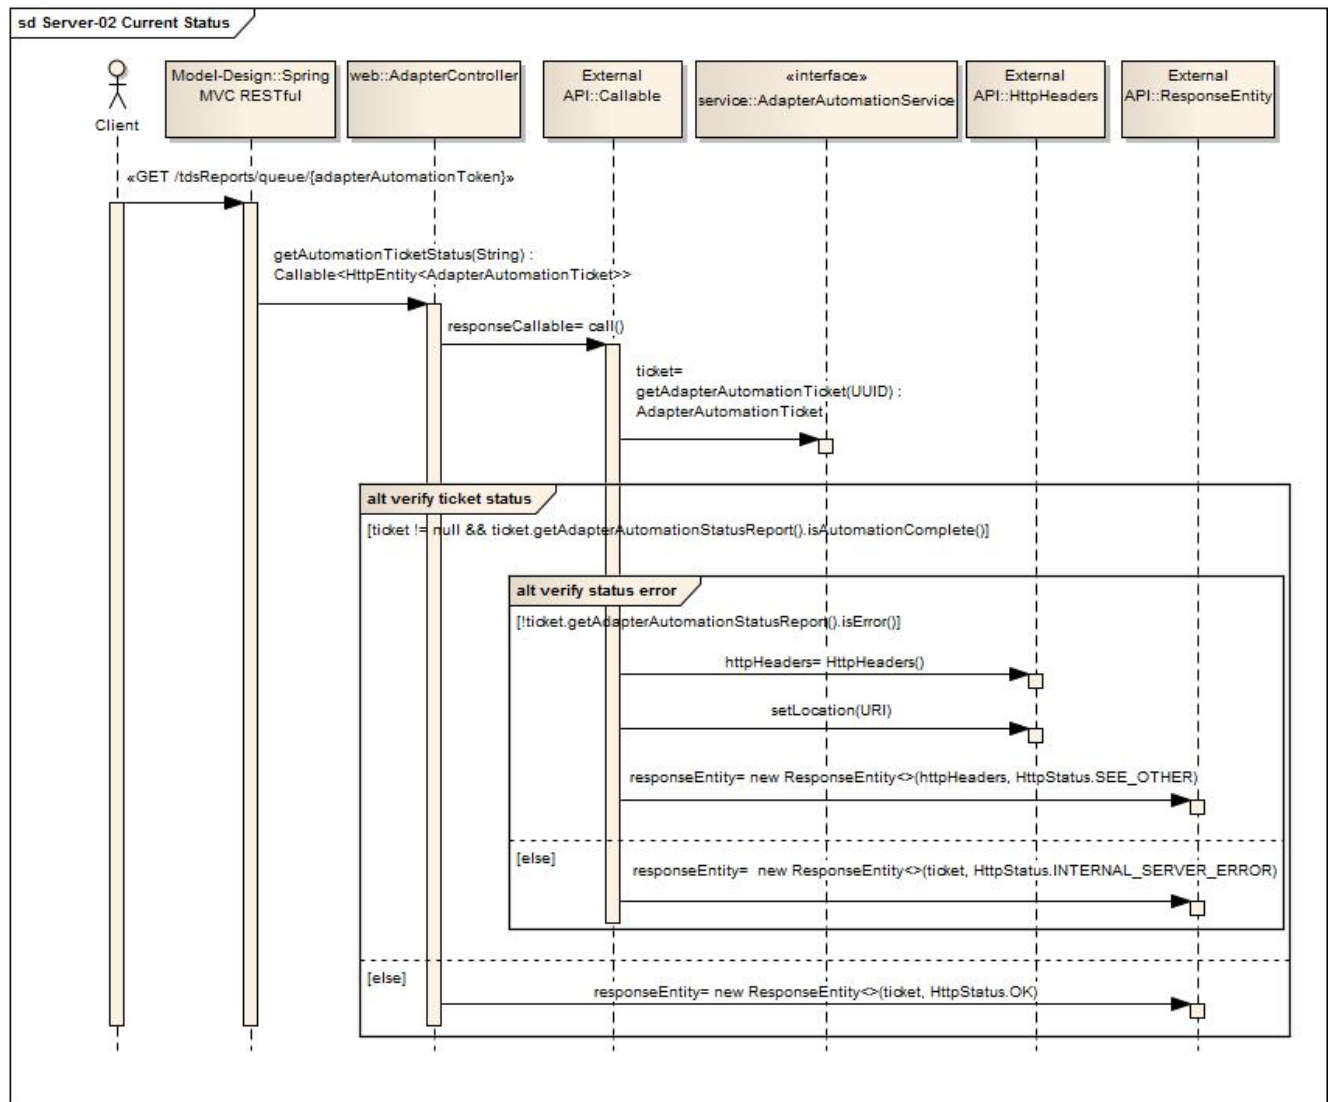 sd Server-02 Current Status
Client
Model-Design::Spring
MVC RESTful
web::AdapterController
External
API::Callable
«interface»
service::AdapterAutomationService
External
API::HttpHeaders
External
API::ResponseEntity
«GET /tdsReports/queue/{adapterAutomationToken}»
getAutomationTicketStatus(String) :
Callable<HttpEntity<AdapterAutomationTicket>>
responseCallable= call()
ticket=
getAdapterAutomationTicket(UUID) :
AdapterAutomationTicket
alt verify ticket status
[ticket != null && ticket.getAdapterAutomationStatusReport().isAutomationComplete()]
alt verify status error
[!ticket.getAdapterAutomationStatusReport().isError()]
httpHeaders= HttpHeaders()
setLocation(URI)
responseEntity= new ResponseEntity<>(httpHeaders, HttpStatus.SEE_OTHER)
[else]
responseEntity=  new ResponseEntity<>(ticket, HttpStatus.INTERNAL_SERVER_ERROR)
[else]
responseEntity= new ResponseEntity<>(ticket, HttpStatus.OK)